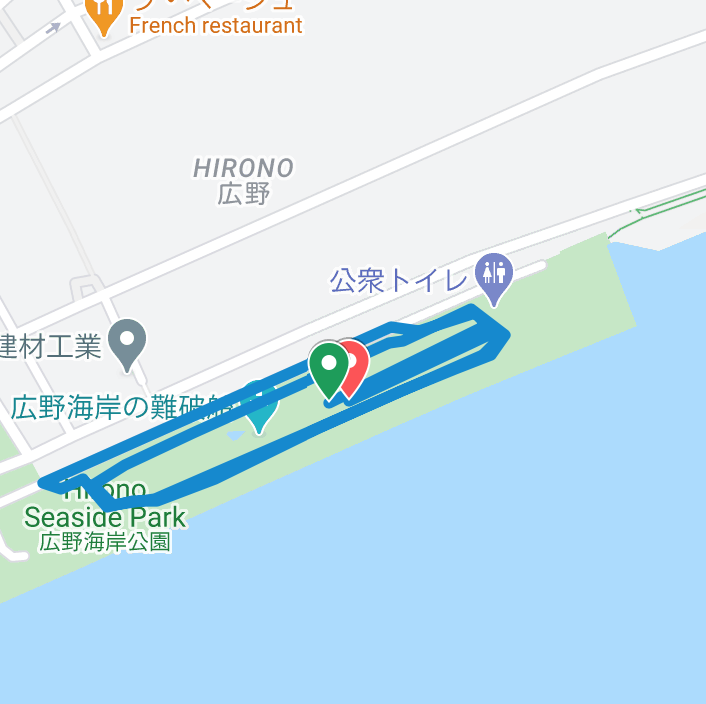 French restaurant
HIRONO
広野
公衆トイレ
建材工業
広野海岸の難破船
Hirono
Seaside Park
広野海岸公園